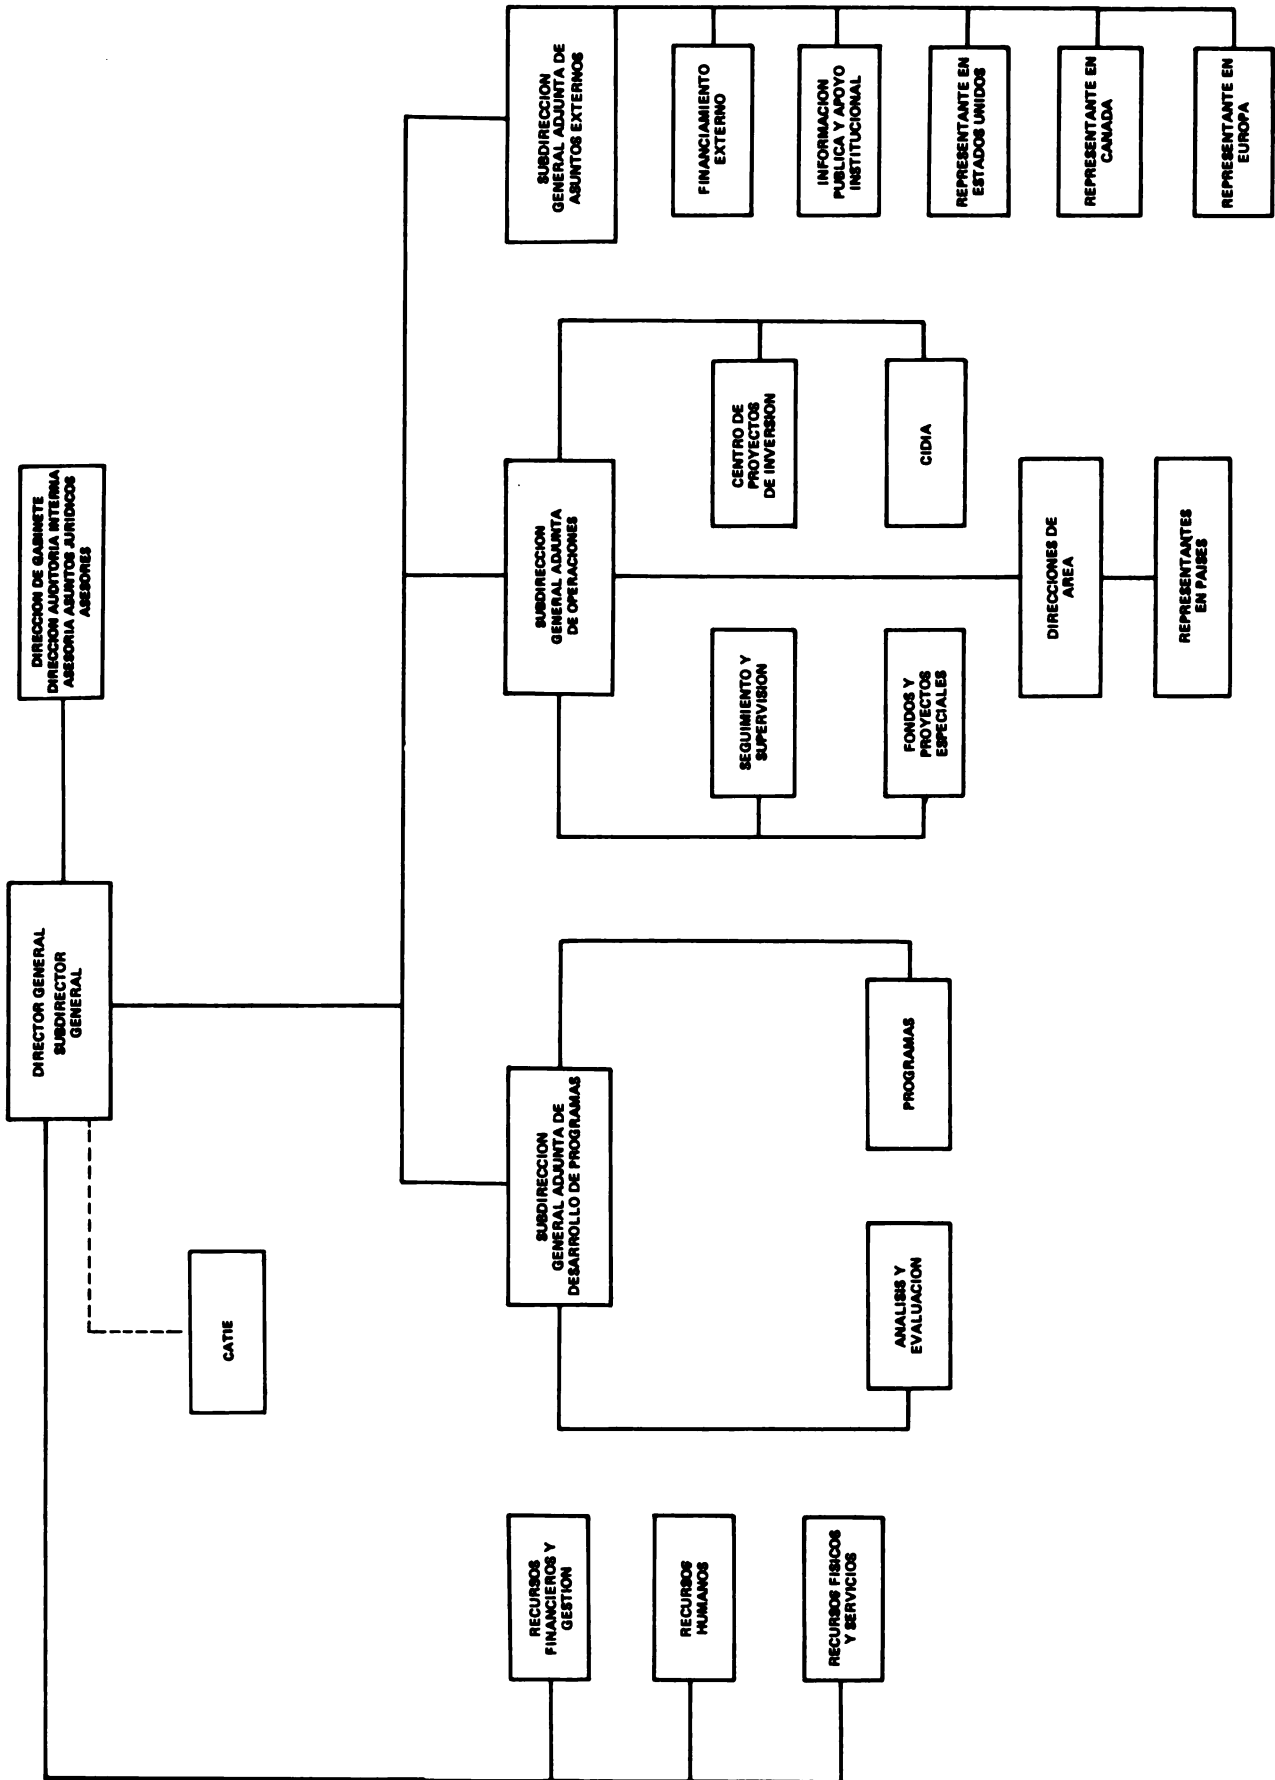 DIRECCION DE GABINETE
DIRECCION AUDITORIA INTERNA
ASESORIA ASUNTOS JURIDICOS
ASESORES
DIRECTOR GENERAL
SUBDIRECTOR
GENERAL
CATIE
RECURSOS
FINANCIEROS Y
GESTION
RECURSOS
HUMANOS
RECURSOS FISICOS
Y SERVICIOS
SUBDIRECCION
GENERAL ADJUNTA DE
DESARROLLO DE PROGRAMAS
ANALISIS Y
EVALUACION
PROGRAMAS
SUBDIRECCION
GENERAL ADJUNTA
DE OPERACIONES
SEGUIMIENTO Y
SUPERVISION
CENTRO DE
PROYECTOS
DE INVERSION
FONDOS Y
PROYECTOS
ESPECIALES
CIDIA
DIRECCIONES DE
AREA
REPRESENTANTES
EN PAISES
SUBDIRECCION
GENERAL ADJUNTA DE
ASUNTOS EXTERNOS
FINANCIAMIENTO
EXTERNO
INFORMACION
PUBLICA Y APOYO
INSTITUCIONAL
REPRESENTANTE EN
ESTADOS UNIDOS
REPRESENTANTE EN
CANADA
REPRESENTANTE EN
EUROPA